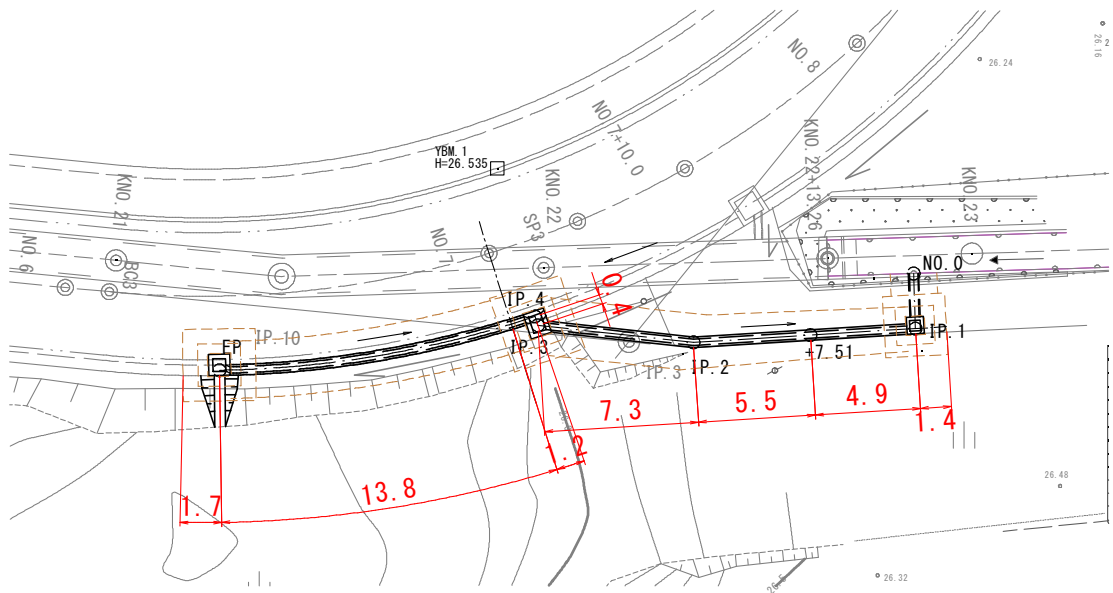 NO.8
26.24
26.16
2
NO.7+10.0
YBM.1
H=26.535
KNO.21
KNO.22
KNO.22+13.26
KNO.23
SP3
NO.7
NO.6
BC3
NO.0
0.4
IP.4
IP.10
EP
IP.3
IP.1
+7.51
IP.2
IP.3
7.3
5.5
4.9
1.4
1.2
13.8
1.7
26.48
26.32
26.5